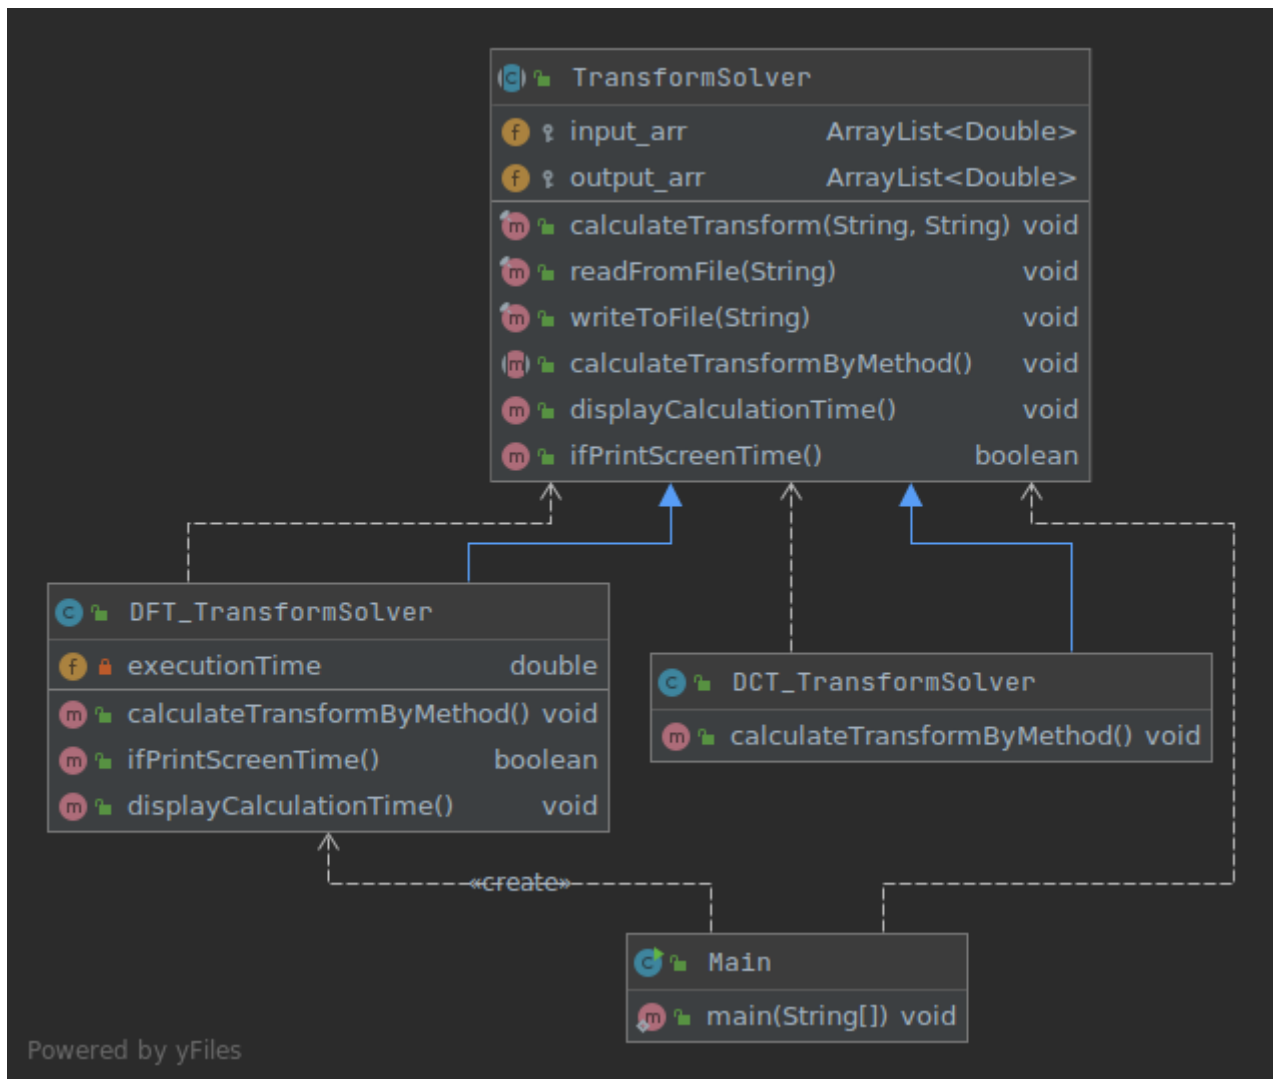 TransformSolver
input_arr ArrayList<Double>
output_arr ArrayList<Double>
calculateTransform(String, String) void
readFromFile(String) void
writeToFile(String) void
calculateTransformByMethod() void
displayCalculationTime() void
ifPrintScreenTime() boolean
DFT_TransformSolver
executionTime double
calculateTransformByMethod() void
ifPrintScreenTime() boolean
displayCalculationTime() void
DCT_TransformSolver
calculateTransformByMethod() void
«create»
Main
main(String[]) void
Powered by yFiles